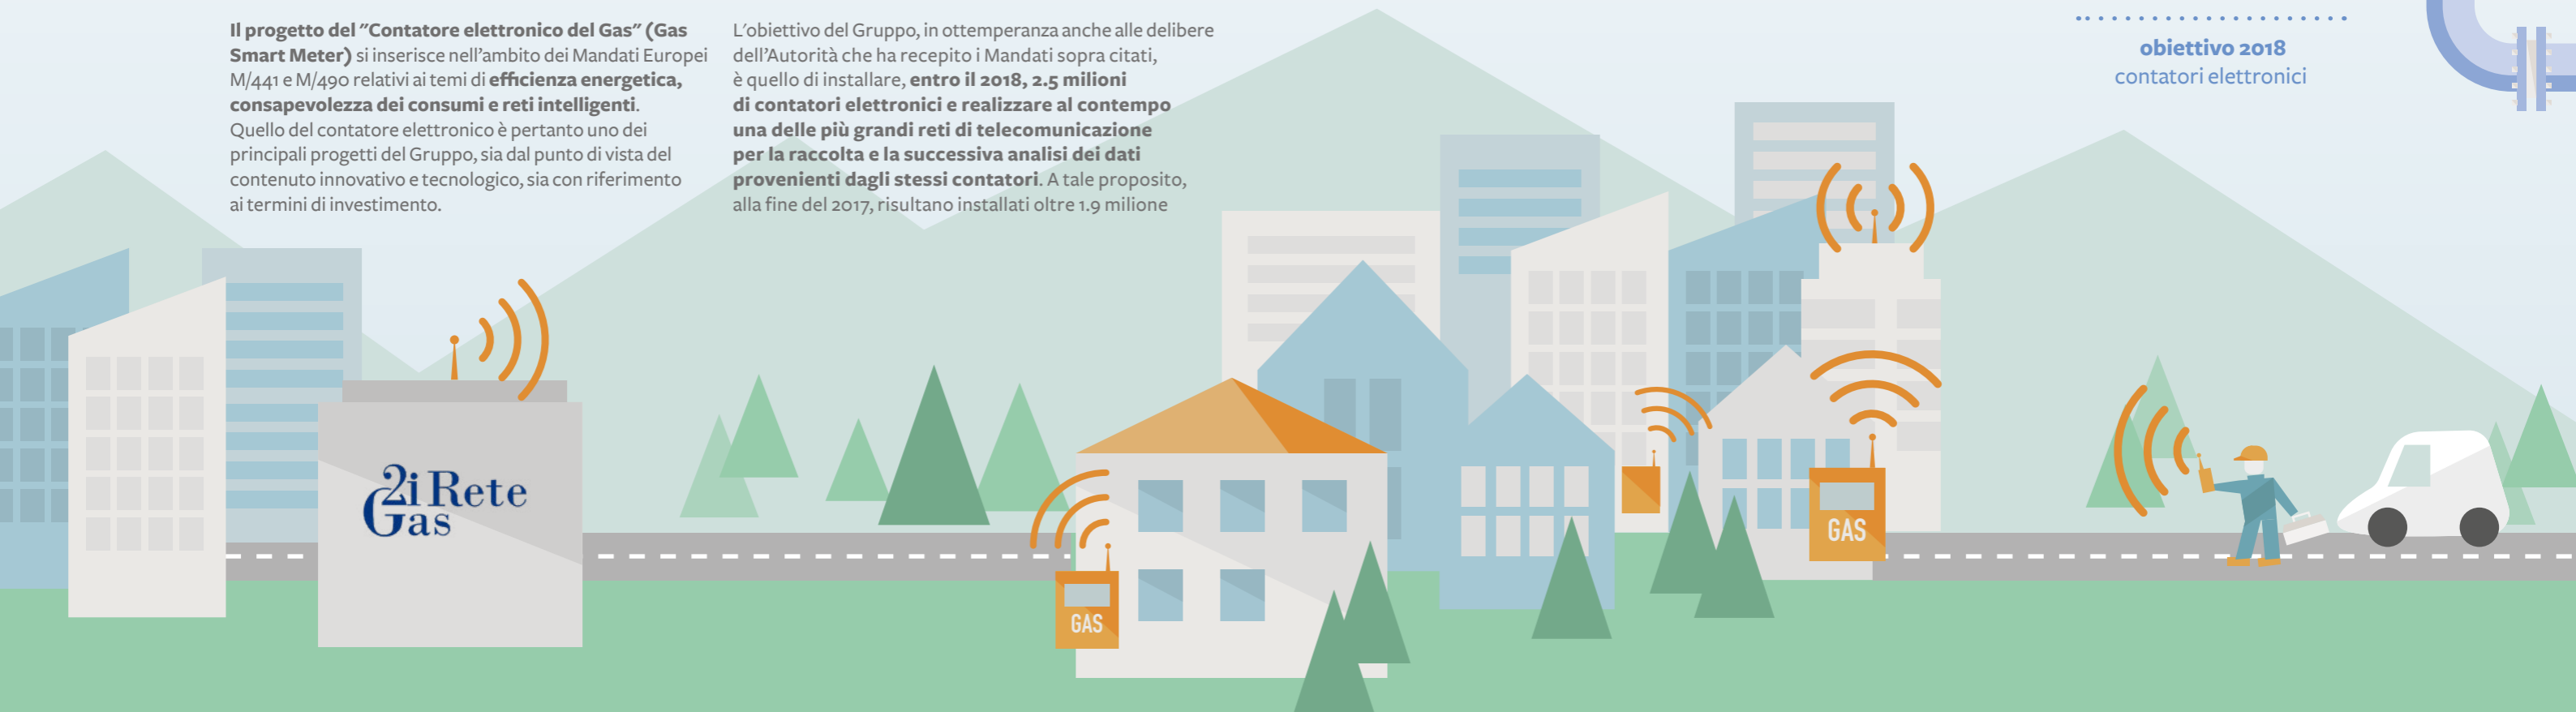 Il progetto del "Contatore elettronico del Gas" (Gas
Smart Meter) si inserisce nell'ambito dei Mandati Europei
M/441 e M/490 relativi ai temi di efficienza energetica,
consapevolezza dei consumi e reti intelligenti.
Quello del contatore elettronico è pertanto uno dei
principali progetti del Gruppo, sia dal punto di vista del
contenuto innovativo e tecnologico, sia con riferimento
ai termini di investimento.
L'obiettivo del Gruppo, in ottemperanza anche alle delibere
dell'Autorità che ha recepito i Mandati sopra citati,
è quello di installare, entro il 2018, 2.5 milioni
di contatori elettronici e realizzare al contempo
una delle più grandi reti di telecomunicazione
per la raccolta e la successiva analisi dei dati
provenienti dagli stessi contatori. A tale proposito,
alla fine del 2017, risultano installati oltre 1.9 milione
obiettivo 2018
contatori elettronici
2i Rete
Gas
GAS
GAS